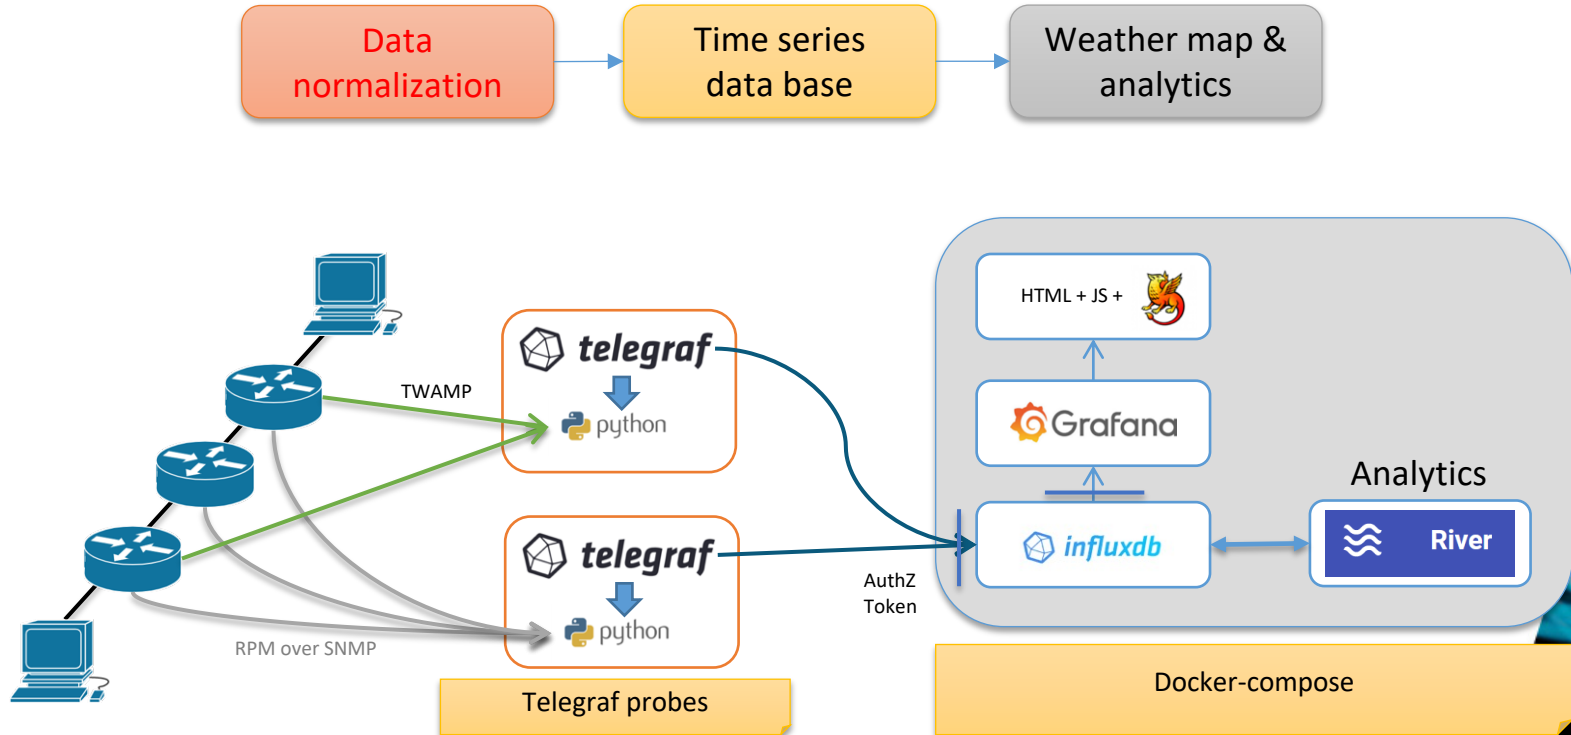 Data
normalization
Time series
data base
Weather map &
analytics
HTML + JS +
telegraf
TWAMP
python
Grafana
Analytics
telegraf
influxdb
River
AuthZ
Token
python
RPM over SNMP
Telegraf probes
Docker-compose